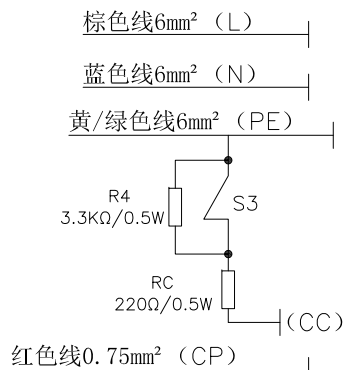 棕色线6mm² (L)
蓝色线6mm² (N)
黄/绿色线6mm² (PE)
R4
3.3KΩ/0.5W
S3
RC
220Ω/0.5W
(CC)
红色线0.75mm² (CP)